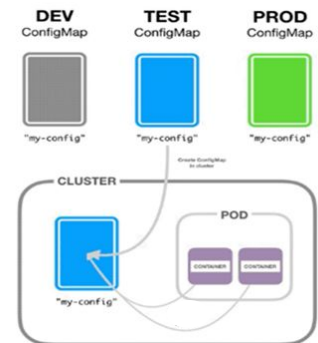 DEV TEST PROD
ConfigMap ConfigMap ConfigMap
"my-config" "my-config" "my-config"
Create ConfigMap
in cluster
CLUSTER
POD
CONTAINER CONTAINER
"my-config"